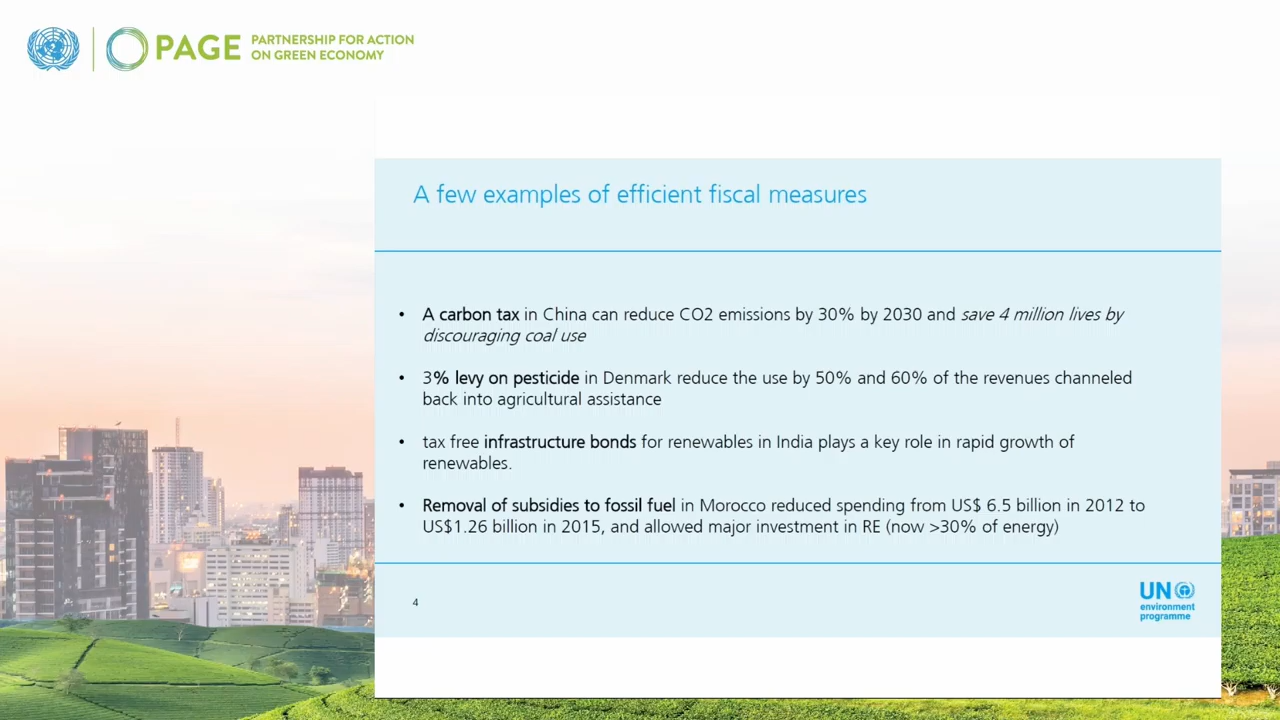 PAGE PARTNERSHIP FOR ACTION
ON GREEN ECONOMY
A few examples of efficient fiscal measures
• A carbon tax in China can reduce CO2 emissions by 30% by 2030 and save 4 million lives by
discouraging coal use
• 3% levy on pesticide in Denmark reduce the use by 50% and 60% of the revenues channeled
back into agricultural assistance
• tax free infrastructure bonds for renewables in India plays a key role in rapid growth of
renewables.
• Removal of subsidies to fossil fuel in Morocco reduced spending from US$ 6.5 billion in 2012 to
US$1.26 billion in 2015, and allowed major investment in RE (now >30% of energy)
4
UN
environment
programme